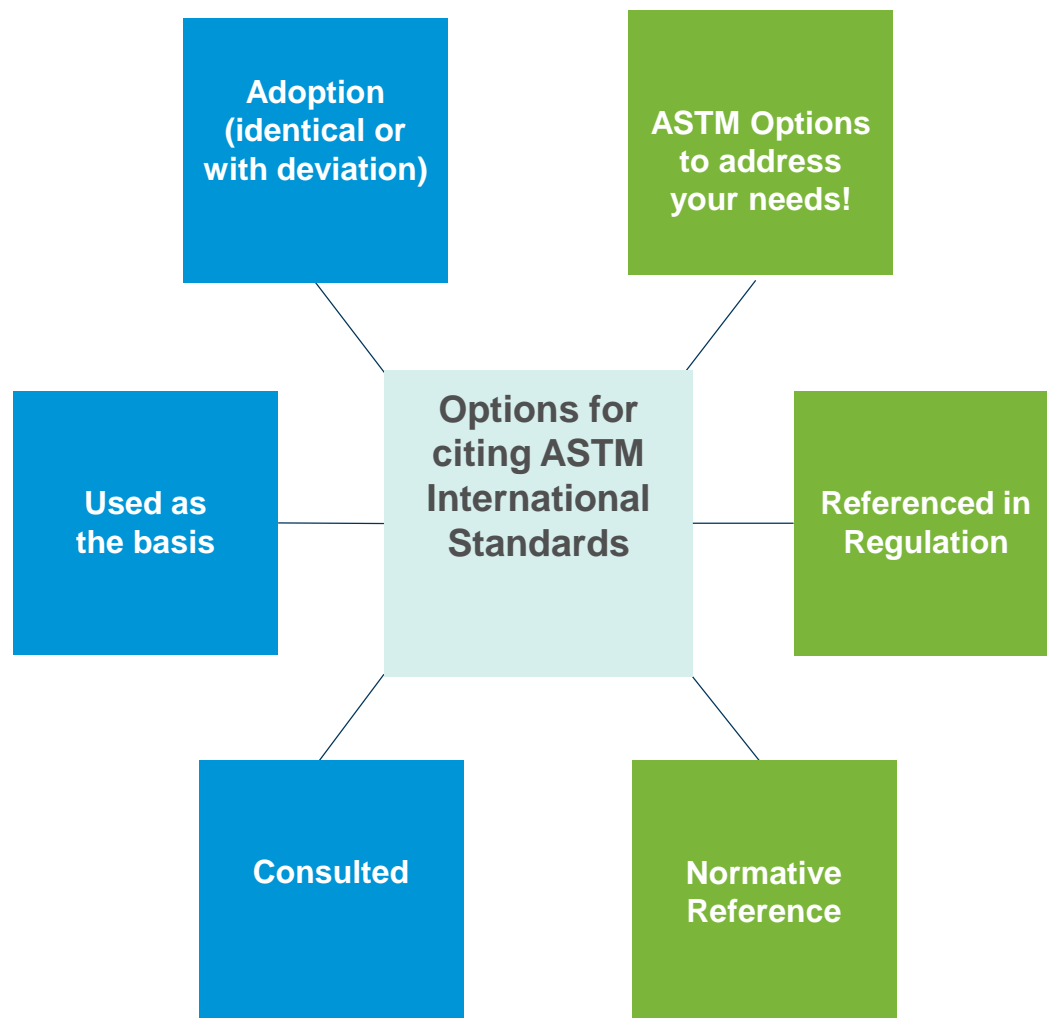 Adoption
(identical or
with deviation)
ASTM Options
to address
your needs!
Options for
citing ASTM
International
Standards
Used as
the basis
Referenced in
Regulation
Consulted
Normative
Reference